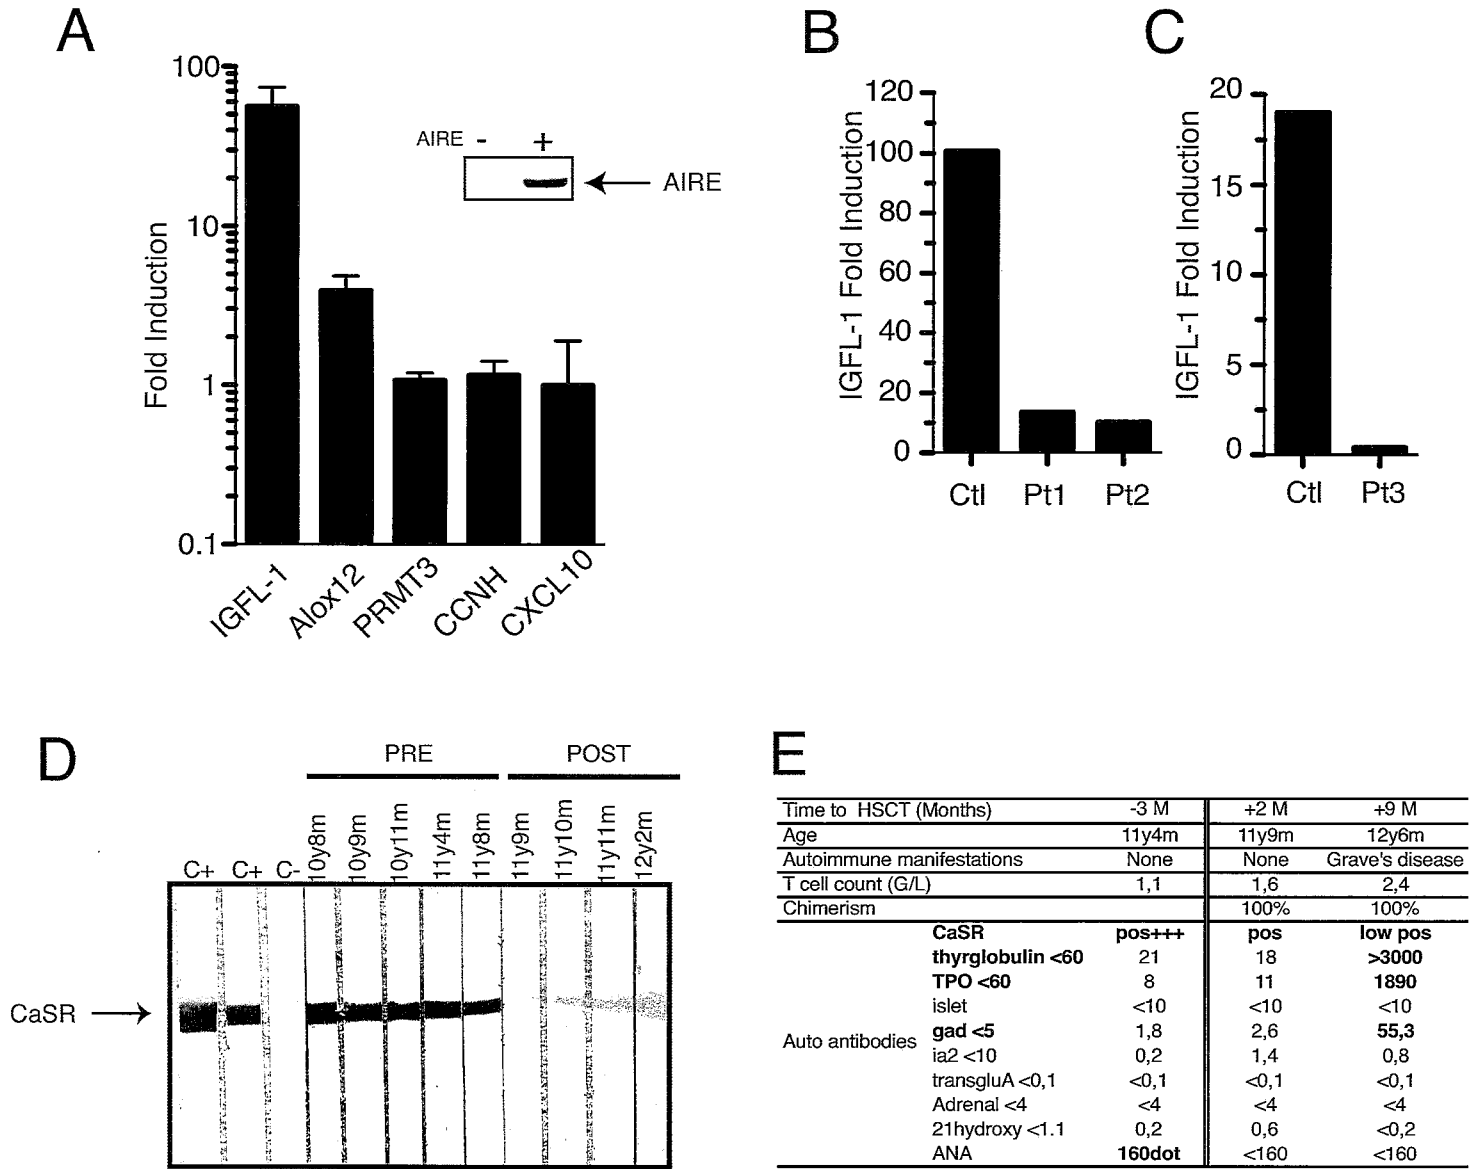 A
100
10
1
0.1
Fold Induction
AIRE - +
AIRE
IGFL-1 Alox12 PRMT3 CCNH CXCL10
B
120
100
80
60
40
20
0
IGFL-1 Fold Induction
Ctl Pt1 Pt2
C
20
15
10
5
0
IGFL-1 Fold Induction
Ctl Pt3
D
PRE POST
C+ C+ C- 10y8m 10y9m 10y11m 11y4m 11y8m 11y9m 11y10m 11y11m 12y2m
CaSR
E
Time to HSCT (Months) -3 M +2 M +9 M
Age 11y4m 11y9m 12y6m
Autoimmune manifestations None None Grave's disease
T cell count (G/L) 1,1 1,6 2,4
Chimerism 100% 100%
CaSR pos+++ pos low pos
thyrglobulin <60 21 18 >3000
TPO <60 8 11 1890
islet <10 <10 <10
Auto antibodies
gad <5 1,8 2,6 55,3
ia2 <10 0,2 1,4 0,8
transgluA <0,1 <0,1 <0,1 <0,1
Adrenal <4 <4 <4 <4
21hydroxy <1.1 0,2 0,6 <0,2
ANA 160dot <160 <160